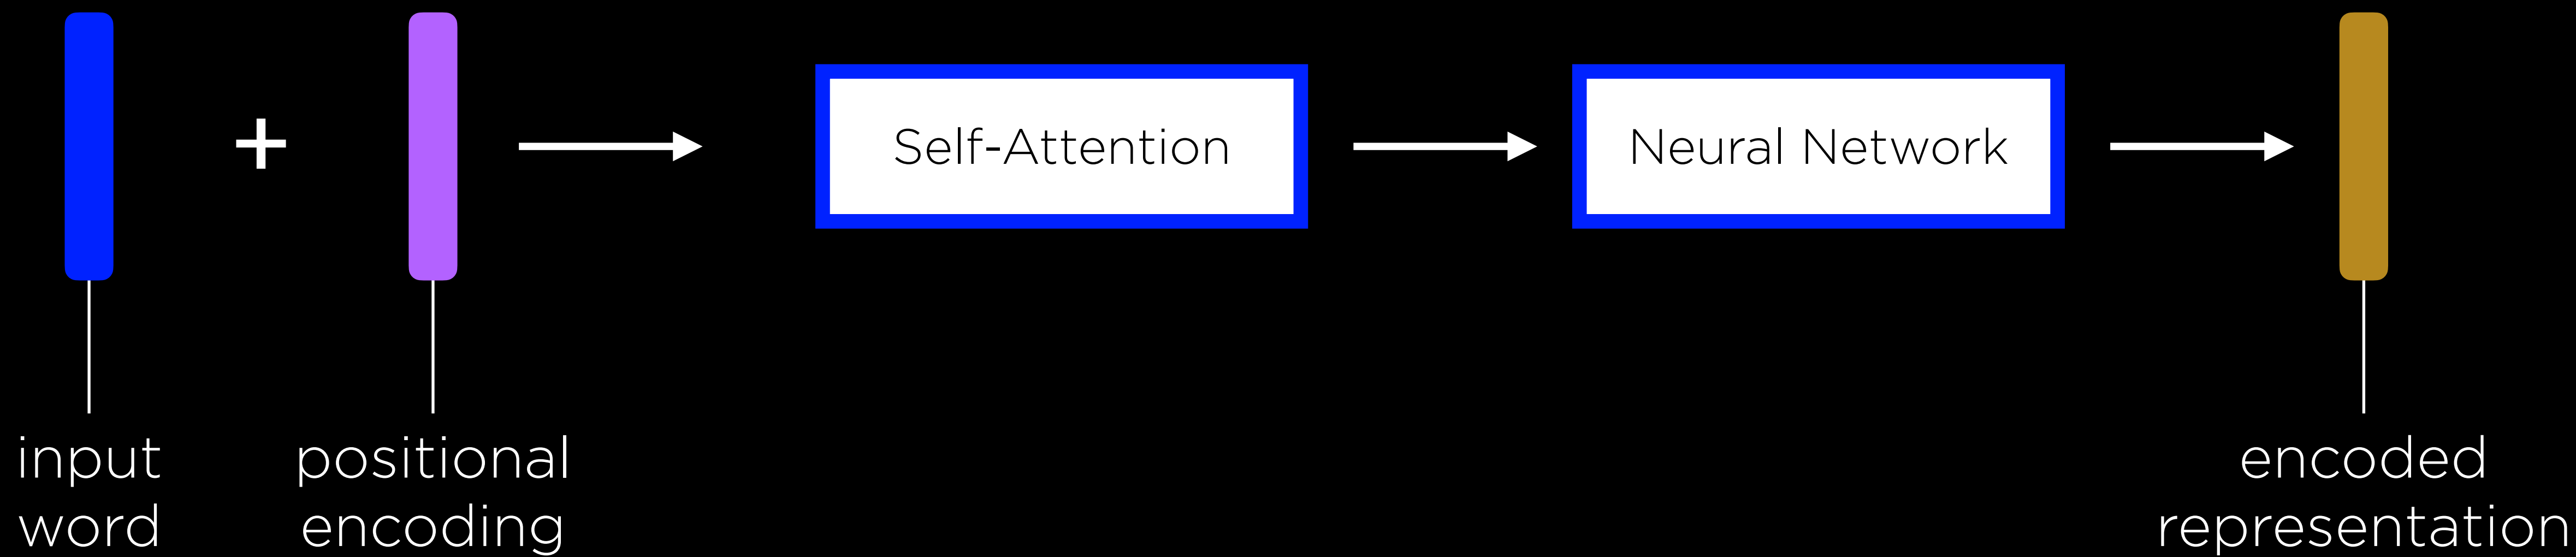 +
Self-Attention
Neural Network
input
word
positional
encoding
encoded
representation